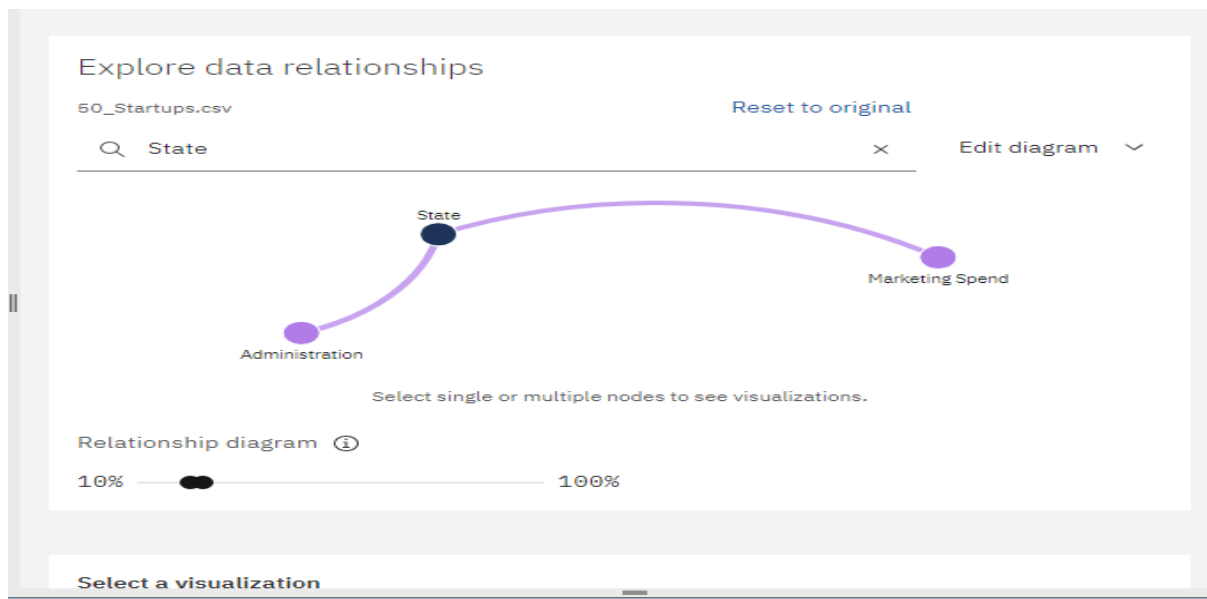 Explore data relationships
50_Startups.csv
Reset to original
State
×
Edit diagram
State
Marketing Spend
Administration
Select single or multiple nodes to see visualizations.
Relationship diagram
10%
100%
Select a visualization